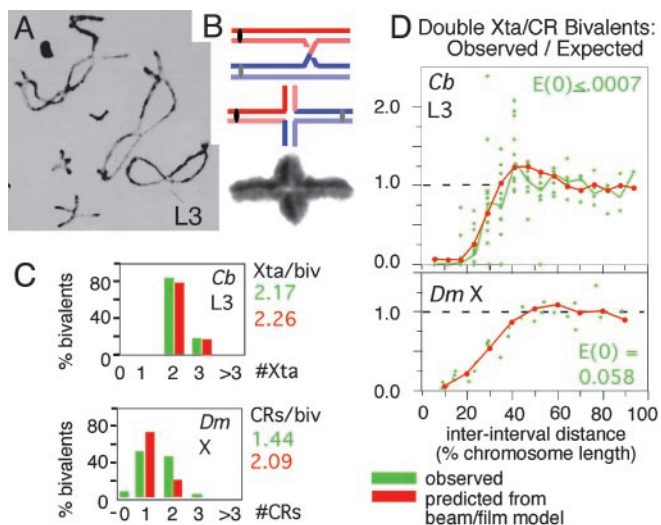 A
L3
B
C
Cb
L3
Xta/biv
2.17
2.26
% bivalents
80
40
0
0 1 2 3 >3 #Xta
Dm
X
CRs/biv
1.44
2.09
% bivalents
80
40
0 1 2 3 >3 #CRs
D Double Xta/CR Bivalents:
Observed / Expected
Cb
L3
E(0)≤.0007
2.0
1.0
0.0
Dm X
E(0) =
0.058
1.0
0.0
0 20 40 60 80 100
inter-interval distance
(% chromosome length)
observed
predicted from
beam/film model